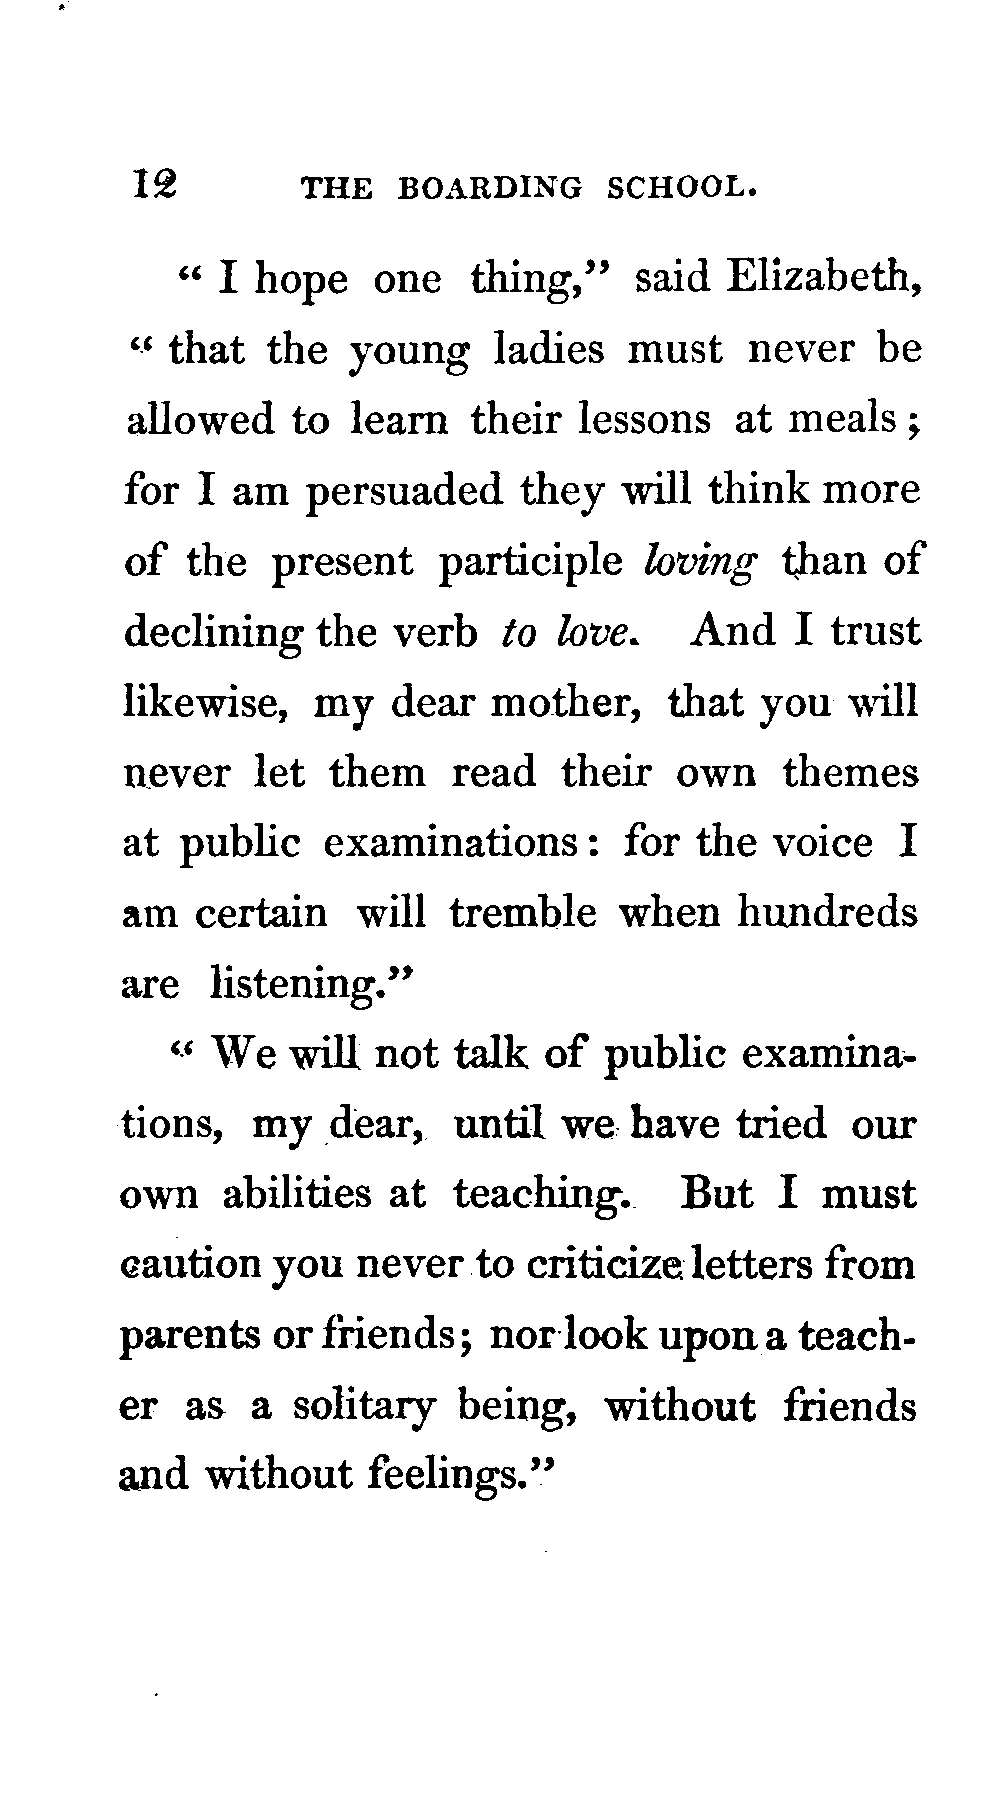 12 THE BOARDING SCHOOL.
“ I hope one thing,” said Elizabeth,
“ that the young ladies must never be
allowed to learn their lessons at meals ;
for I am persuaded they will think more
of the present participle loving than of
declining the verb to love. And I trust
likewise, my dear mother, that you will
never let them read their own themes
at public examinations : for the voice I
am certain will tremble when hundreds
are listening.”
“ We will not talk of public examina-
tions, my dear, until we have tried our
own abilities at teaching. But I must
caution you never to criticize letters from
parents or friends ; nor look upon a teach-
er as a solitary being, without friends
and without feelings.”